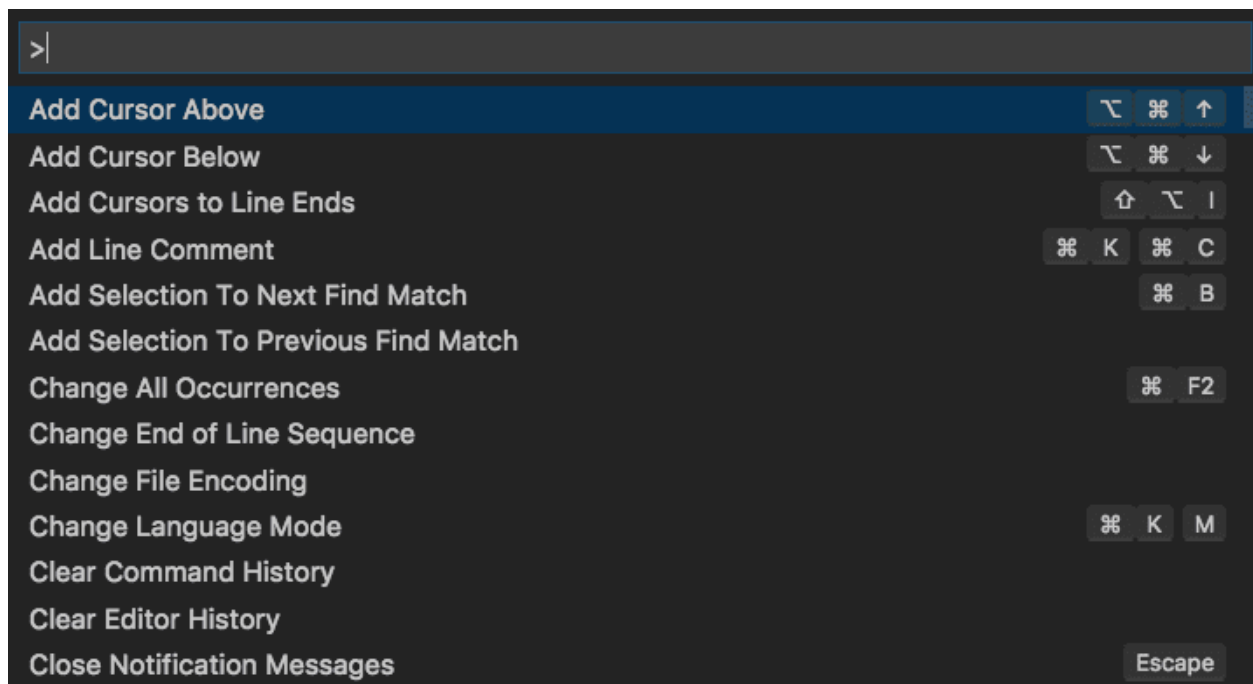 >
Add Cursor Above ⌥ ⌘ ↑
Add Cursor Below ⌥ ⌘ ↓
Add Cursors to Line Ends ⇧ ⌥ I
Add Line Comment ⌘ K ⌘ C
Add Selection To Next Find Match ⌘ B
Add Selection To Previous Find Match
Change All Occurrences ⌘ F2
Change End of Line Sequence
Change File Encoding
Change Language Mode ⌘ K M
Clear Command History
Clear Editor History
Close Notification Messages Escape